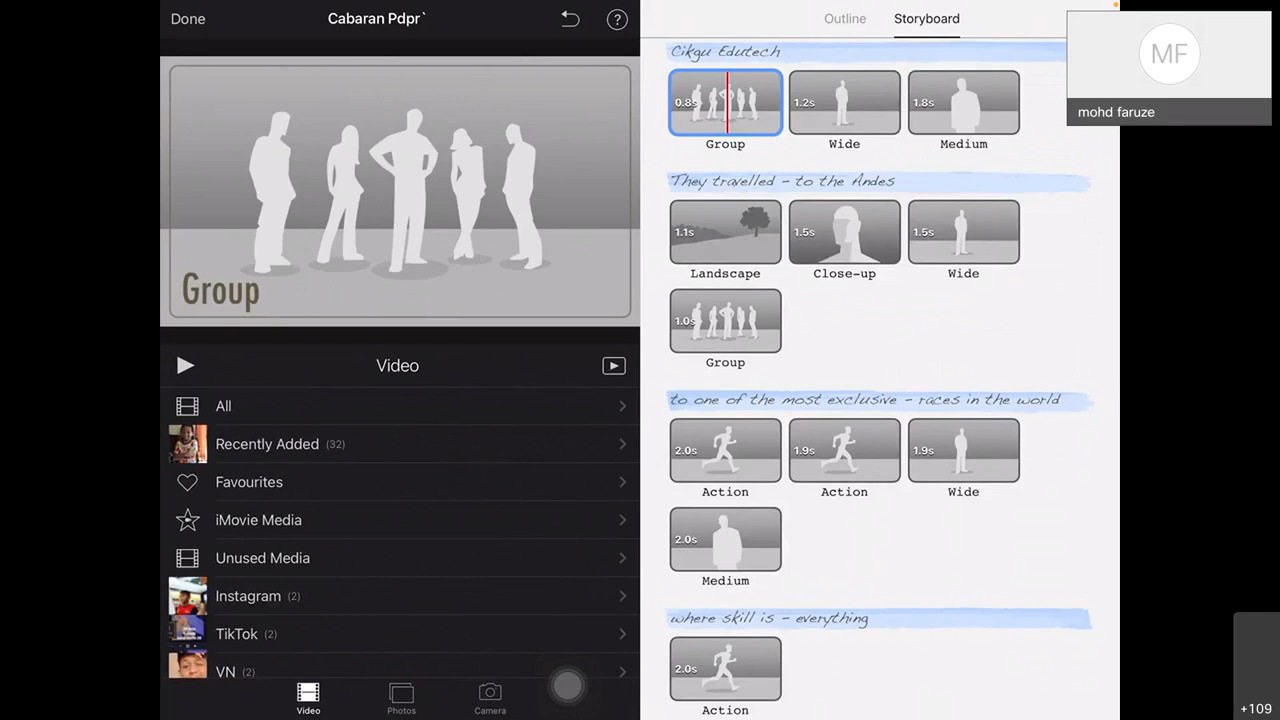 Done
Cabaran Pdpr`
?
Group
Video
All
Recently Added (32)
Favourites
iMovie Media
Unused Media
Instagram (2)
TikTok (2)
VN (2)
Video
Photos
Camera
Outline
Storyboard
Cikgu Edutech
0.8s
1.2s
1.8s
Group
Wide
Medium
They travelled - to the Andes
1.1s
1.5s
1.5s
Landscape
Close-up
Wide
1.0s
Group
to one of the most exclusive - races in the world
2.0s
1.9s
1.9s
Action
Action
Wide
2.0s
Medium
where skill is - everything
2.0s
Action
MF
mohd faruze
+109